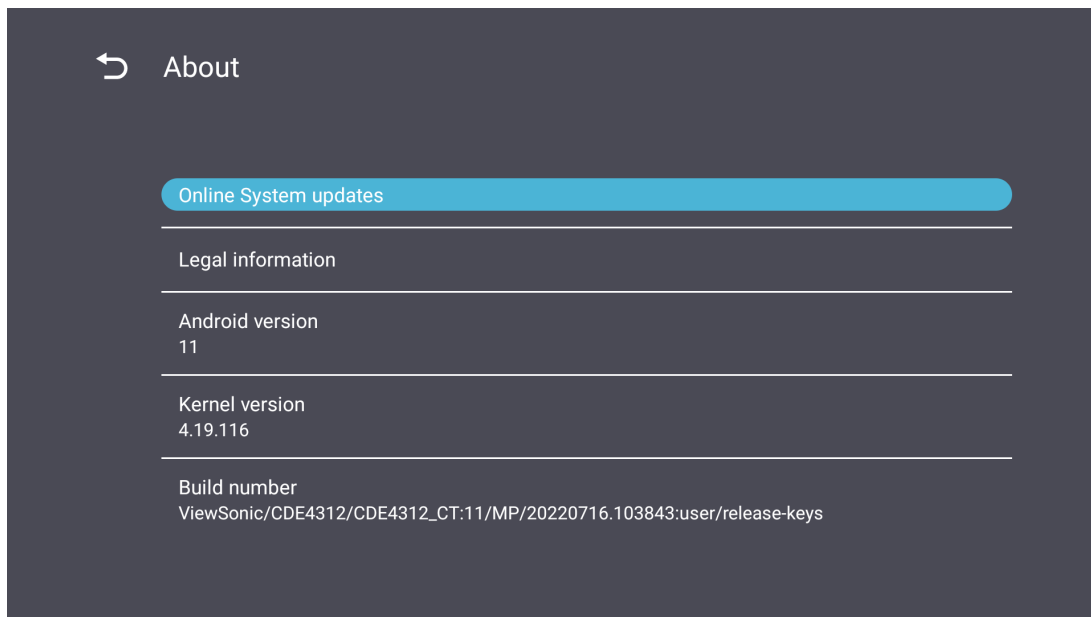 About
Online System updates
Legal information
Android version
11
Kernel version
4.19.116
Build number
ViewSonic/CDE4312/CDE4312_CT:11/MP/20220716.103843:user/release-keys